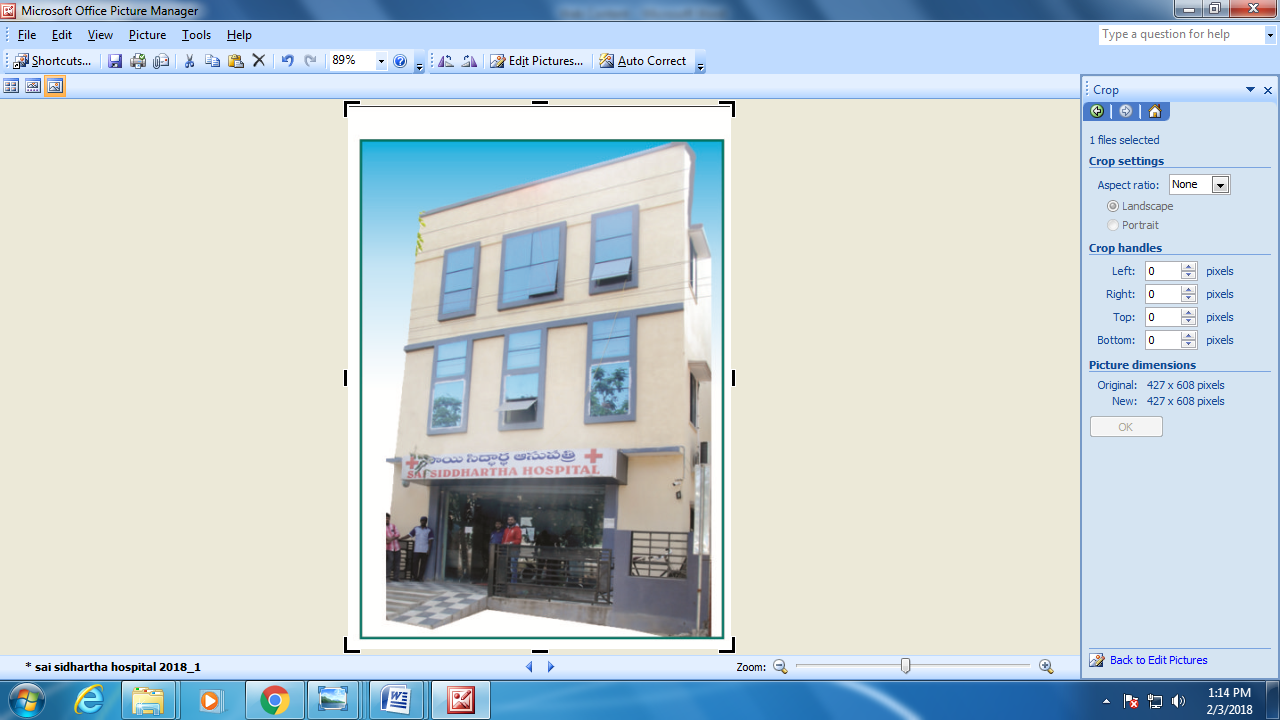 Microsoft Office Picture Manager
File Edit View Picture Tools Help
Type a question for help
Shortcuts... 89% Edit Pictures... Auto Correct
Crop
1 files selected
Crop settings
Aspect ratio: None
Landscape
Portrait
Crop handles
Left: 0 pixels
Right: 0 pixels
Top: 0 pixels
Bottom: 0 pixels
Picture dimensions
Original: 427 x 608 pixels
New: 427 x 608 pixels
OK
సాయి సిద్ధార్థ ఆసుపత్రి
SAI SIDDHARTHA HOSPITAL
Back to Edit Pictures
* sai sidhartha hospital 2018_1
Zoom:
1:14 PM
2/3/2018